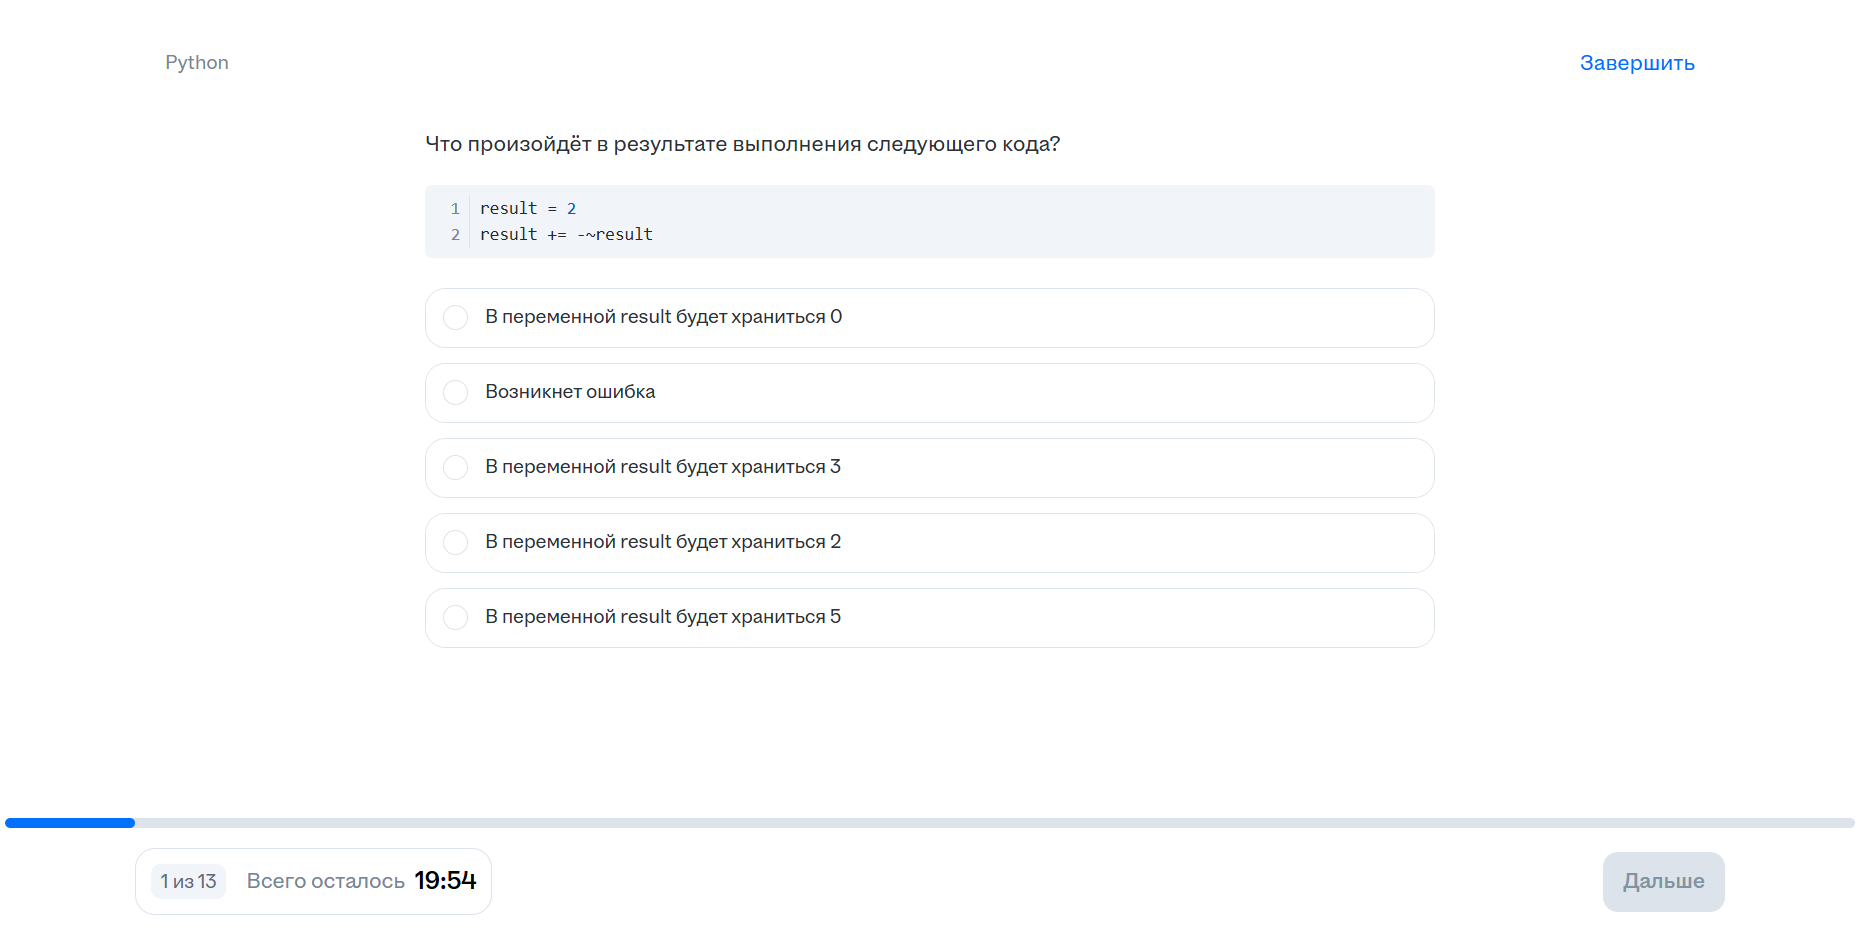 Python
Завершить
Что произойдёт в результате выполнения следующего кода?
1 result = 2
2 result += -~result
В переменной result будет храниться 0
Возникнет ошибка
В переменной result будет храниться 3
В переменной result будет храниться 2
В переменной result будет храниться 5
1 из 13 Всего осталось 19:54
Дальше